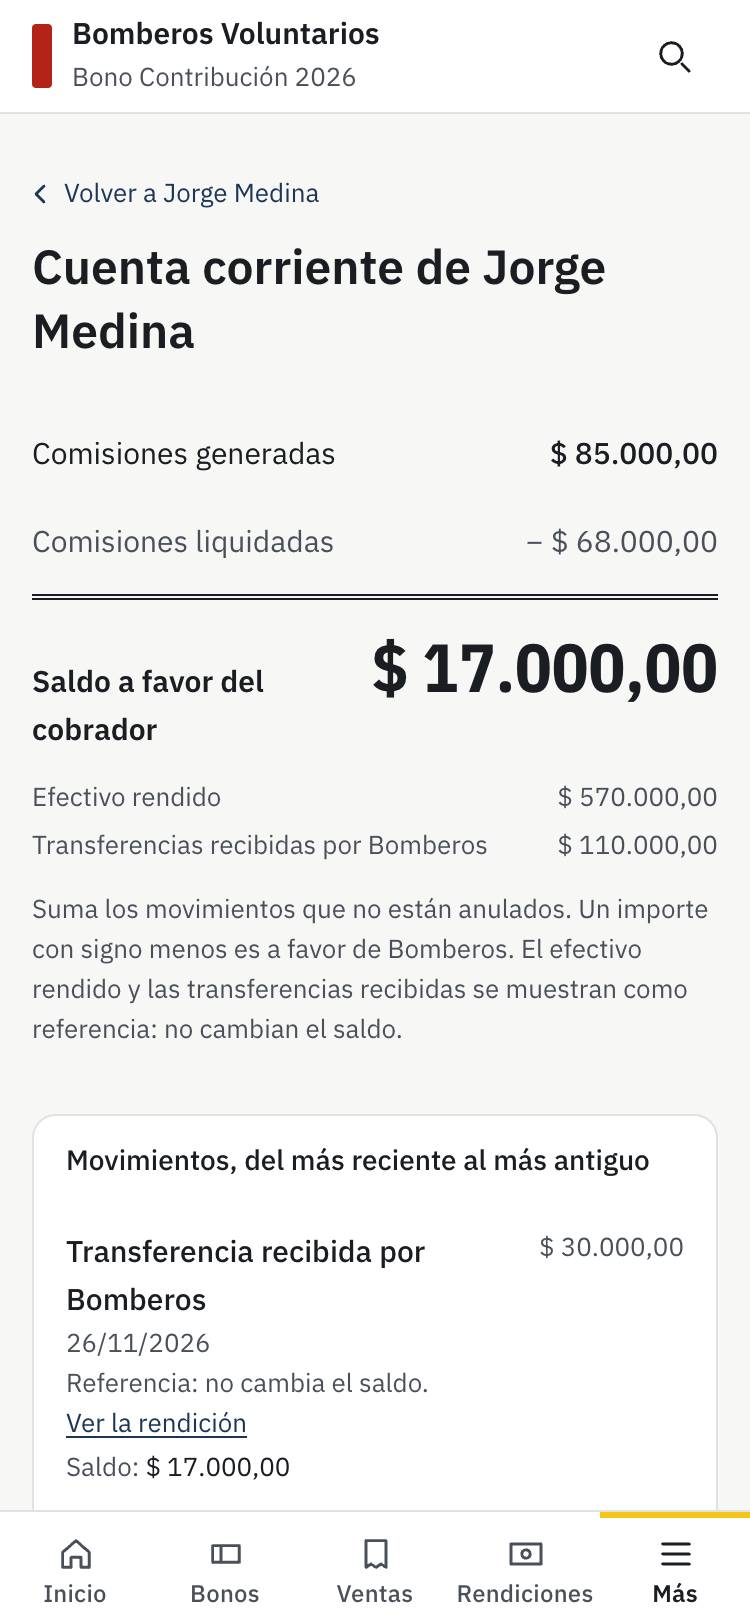 Bomberos Voluntarios
Bono Contribución 2026
Volver a Jorge Medina
Cuenta corriente de Jorge
Medina
Comisiones generadas $ 85.000,00
Comisiones liquidadas − $ 68.000,00
Saldo a favor del
cobrador $ 17.000,00
Efectivo rendido $ 570.000,00
Transferencias recibidas por Bomberos $ 110.000,00
Suma los movimientos que no están anulados. Un importe
con signo menos es a favor de Bomberos. El efectivo
rendido y las transferencias recibidas se muestran como
referencia: no cambian el saldo.
Movimientos, del más reciente al más antiguo
Transferencia recibida por
Bomberos $ 30.000,00
26/11/2026
Referencia: no cambia el saldo.
Ver la rendición
Saldo: $ 17.000,00
Inicio Bonos Ventas Rendiciones Más